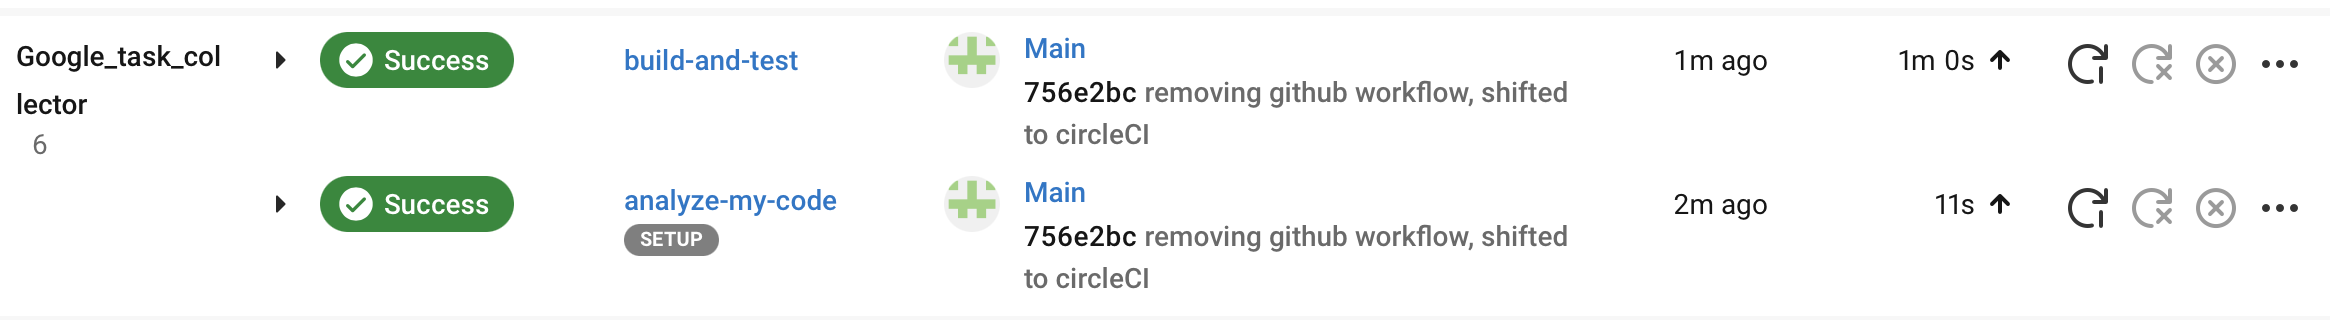 Google_task_col
lector
6
Success
build-and-test
Main
756e2bc removing github workflow, shifted
to circleCI
1m ago
1m 0s
Success
analyze-my-code
SETUP
Main
756e2bc removing github workflow, shifted
to circleCI
2m ago
11s